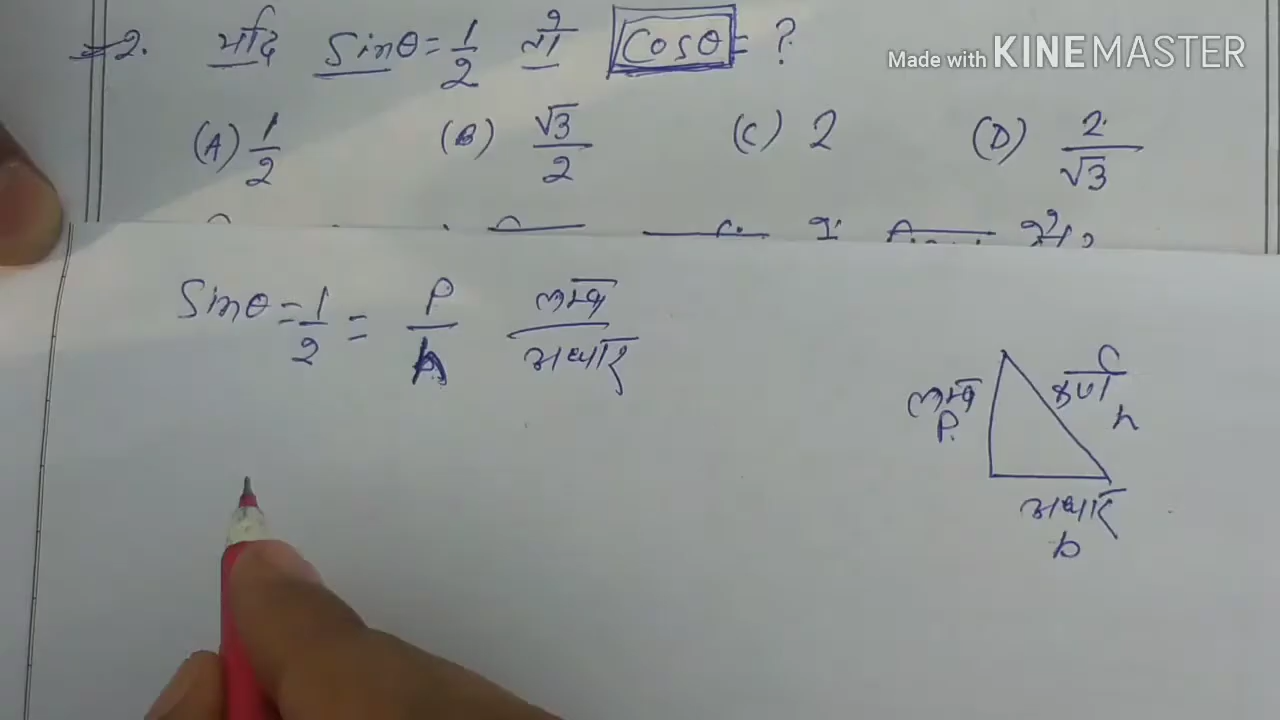 2. यदि Sinθ = 1/2 तो Cosθ = ?
(A) 1/2 (B) √3/2 (C) 2 (D) 2/√3
Sinθ = 1/2 = P/h लम्ब/अधार
लम्ब P. कर्ण h
अधार b
Made with KINEMASTER